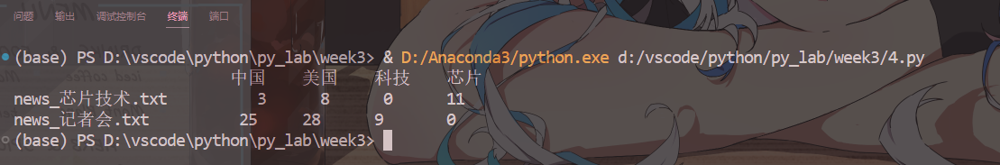 问题 输出 调试控制台 终端 端口
(base) PS D:\vscode\python\py_lab\week3> & D:/Anaconda3/python.exe d:/vscode/python/py_lab/week3/4.py
中国 美国 科技 芯片
news_芯片技术.txt 3 8 0 11
news_记者会.txt 25 28 9 0
(base) PS D:\vscode\python\py_lab\week3>